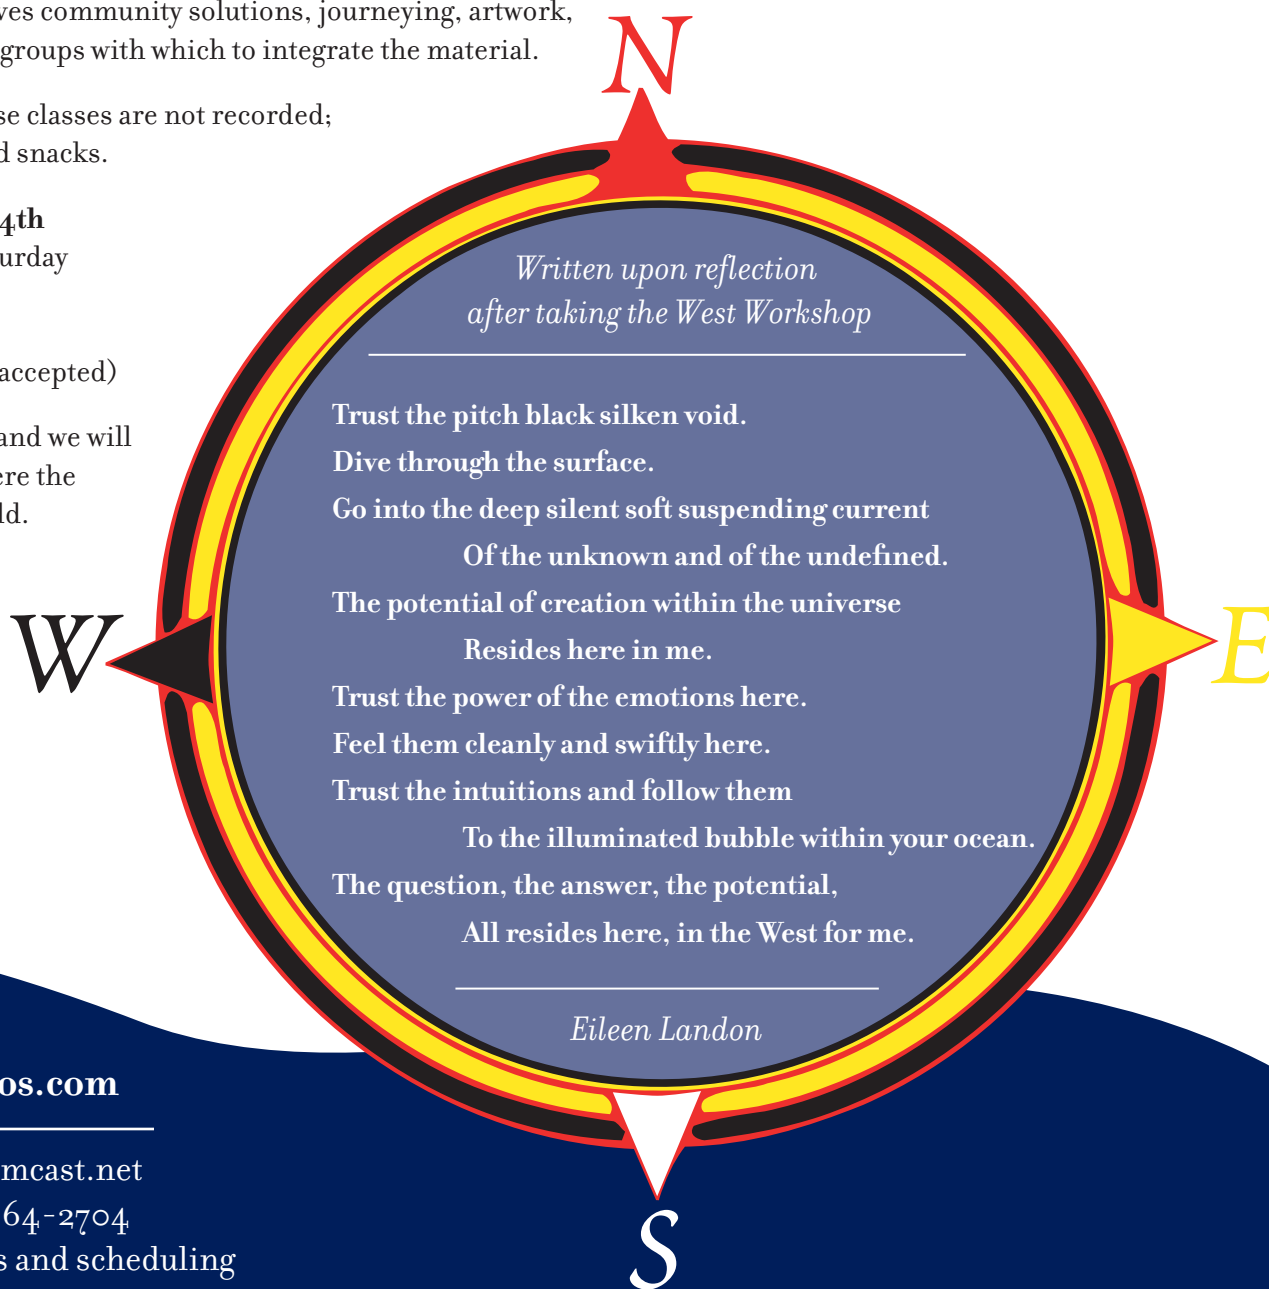 ves community solutions, journeying, artwork,
groups with which to integrate the material.
se classes are not recorded;
d snacks.
4th
urday
accepted)
and we will
ere the
ld.
N
W
E
S
Written upon reflection
after taking the West Workshop
Trust the pitch black silken void.
Dive through the surface.
Go into the deep silent soft suspending current
Of the unknown and of the undefined.
The potential of creation within the universe
Resides here in me.
Trust the power of the emotions here.
Feel them cleanly and swiftly here.
Trust the intuitions and follow them
To the illuminated bubble within your ocean.
The question, the answer, the potential,
All resides here, in the West for me.
Eileen Landon
os.com
mcast.net
64-2704
s and scheduling